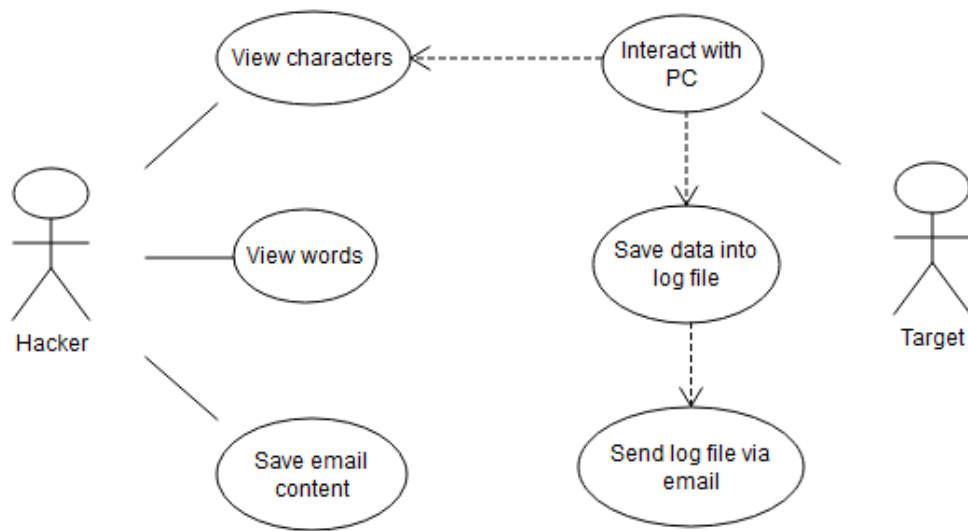 View characters
Interact with
PC
View words
Save data into
log file
Hacker
Target
Save email
content
Send log file via
email